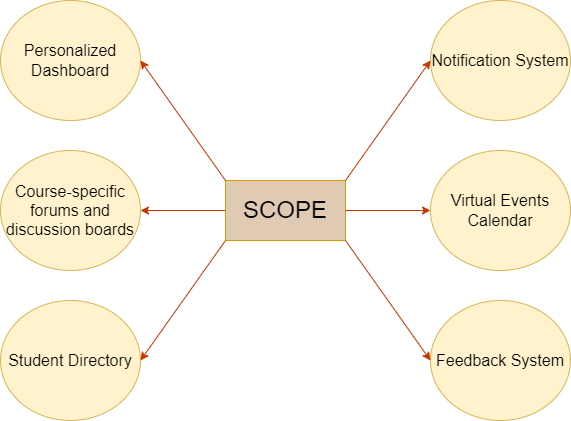 Personalized
Dashboard
Notification System
Course-specific
forums and
discussion boards
SCOPE
Virtual Events
Calendar
Student Directory
Feedback System